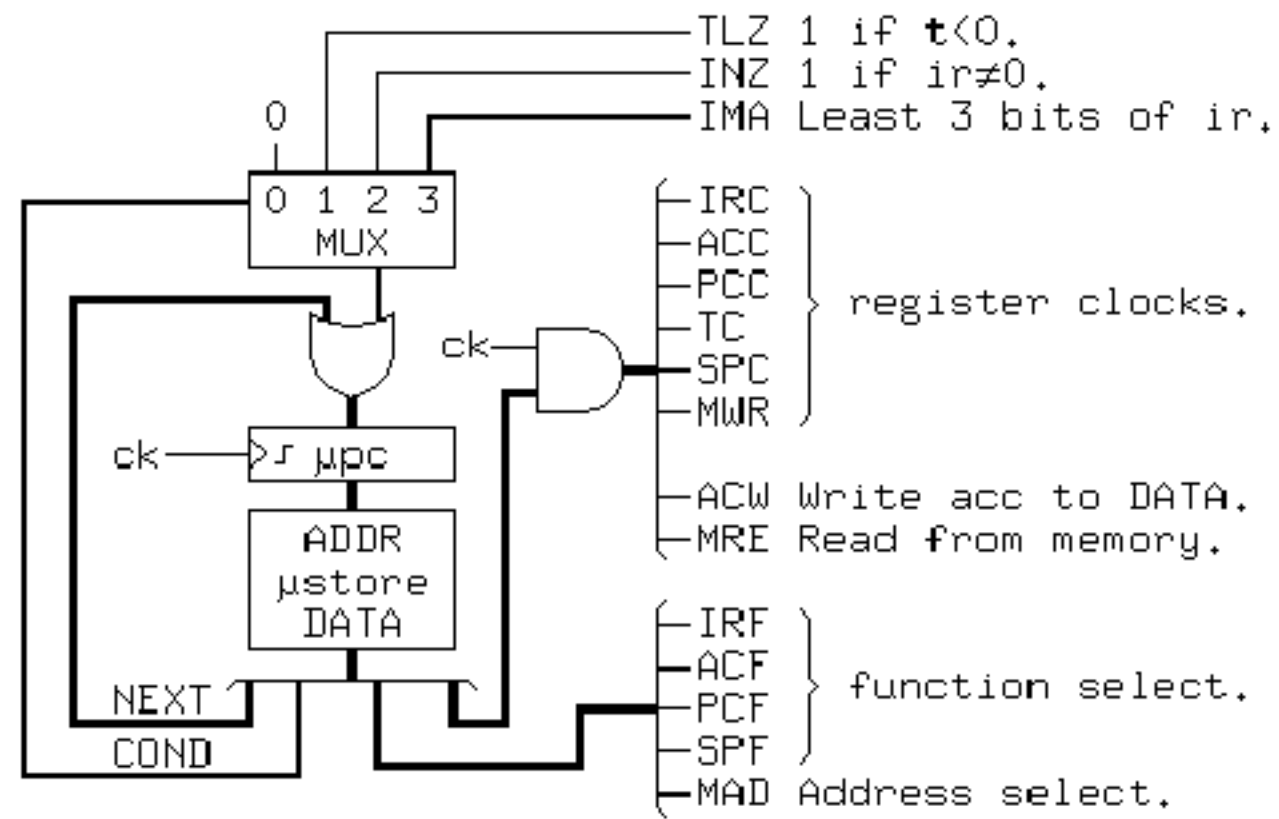 TLZ 1 if t<0.
INZ 1 if ir≠0.
0
IMA Least 3 bits of ir.
0 1 2 3
MUX
IRC
ACC
PCC
register clocks.
TC
ck
SPC
MWR
ck
μpc
ACW Write acc to DATA.
ADDR
MRE Read from memory.
μstore
DATA
IRF
ACF
function select.
NEXT
PCF
COND
SPF
MAD Address select.